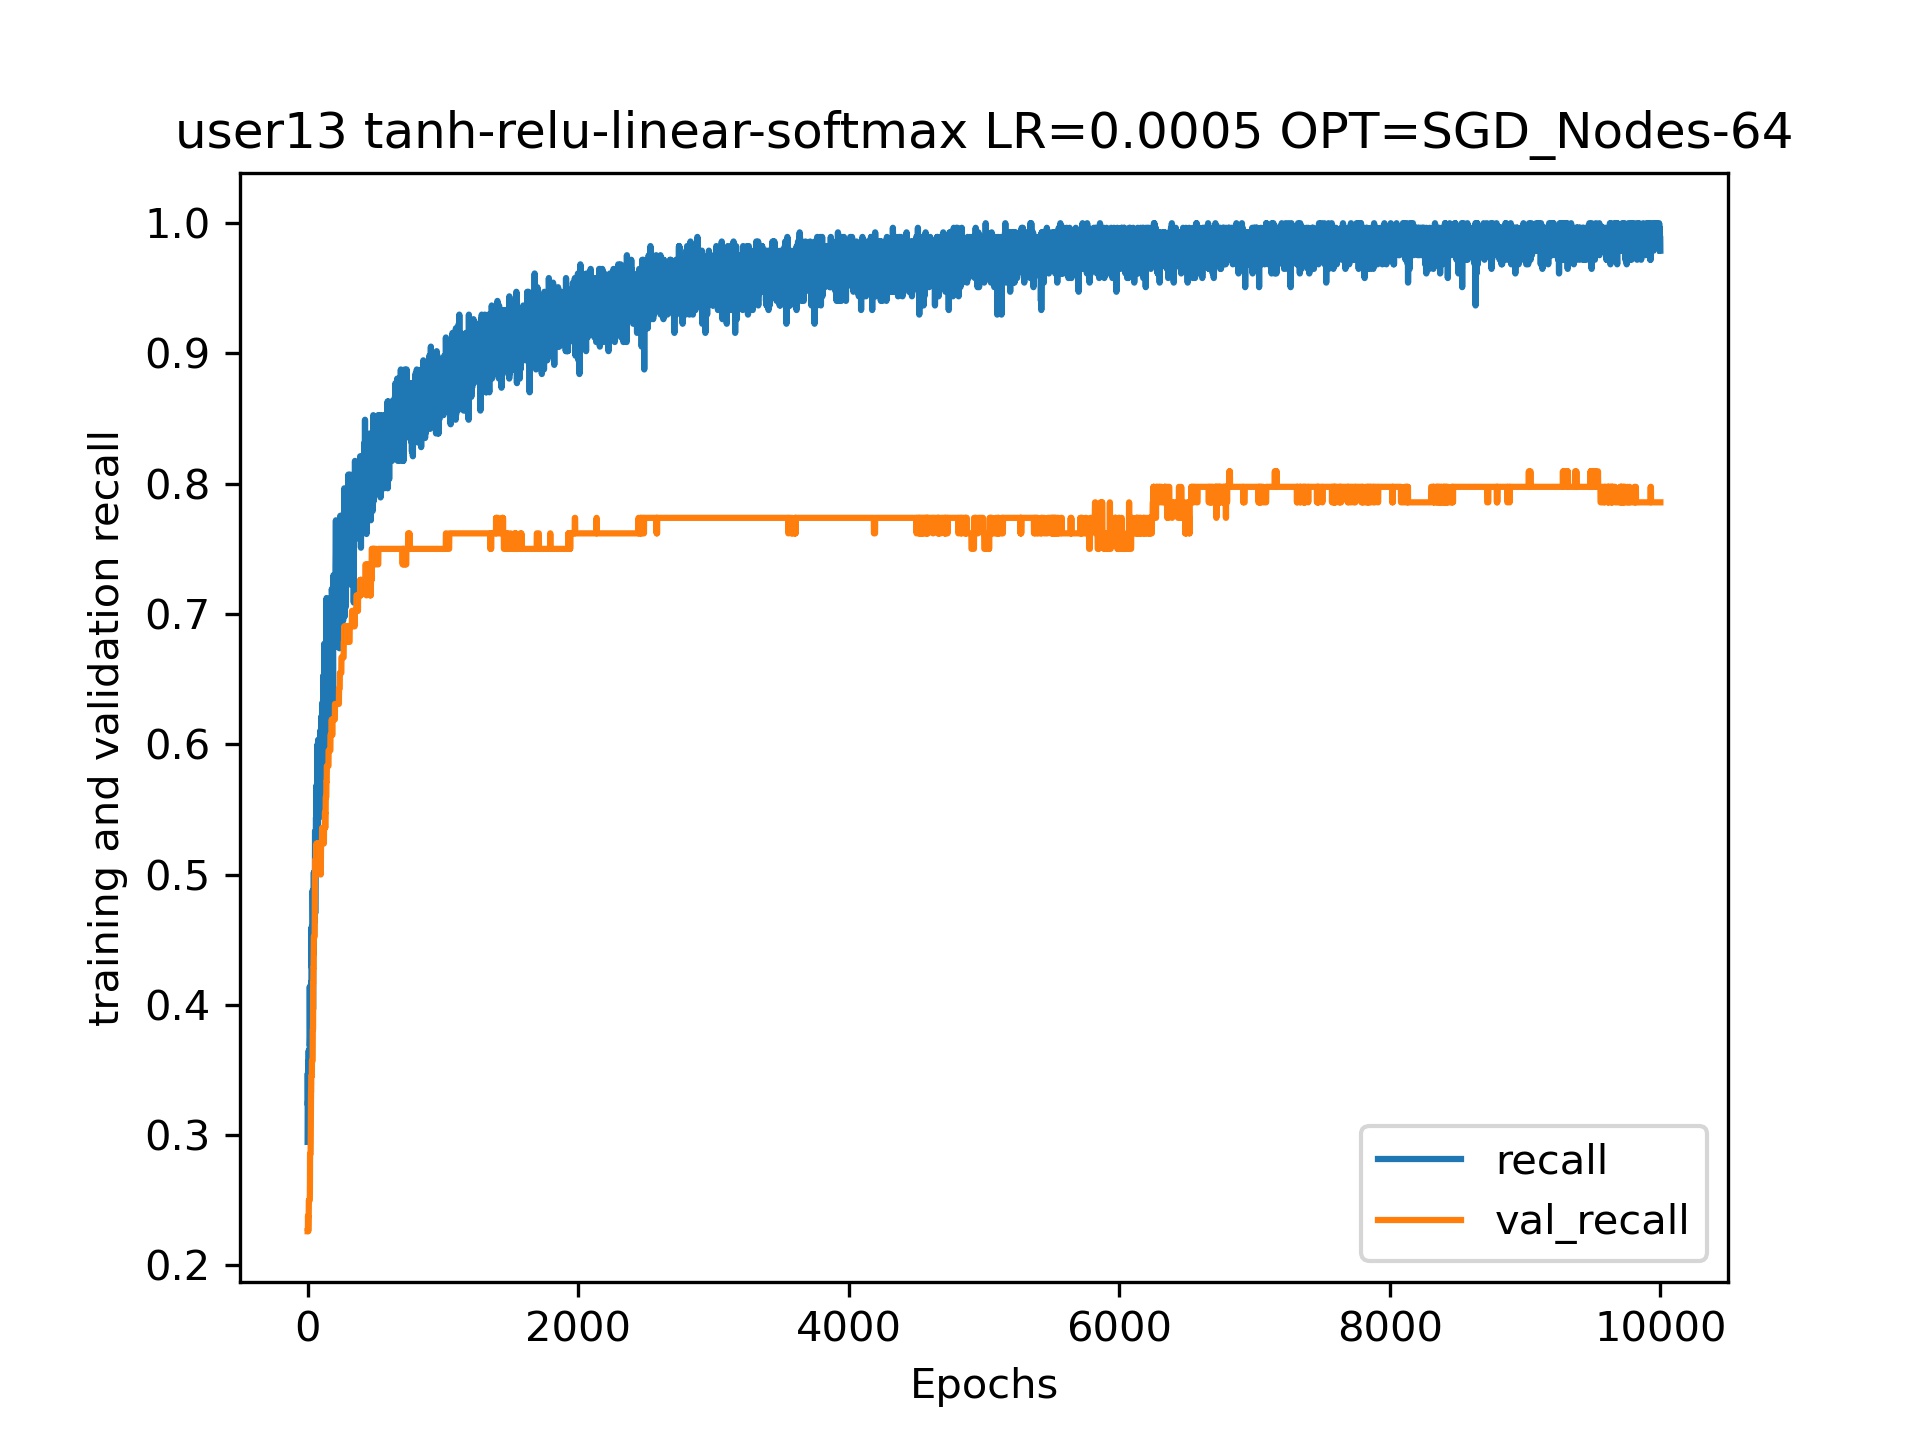 user13 tanh-relu-linear-softmax LR=0.0005 OPT=SGD_Nodes-64
training and validation recall
1.0
0.9
0.8
0.7
0.6
0.5
0.4
0.3
0.2
recall
val_recall
0 2000 4000 6000 8000 10000
Epochs